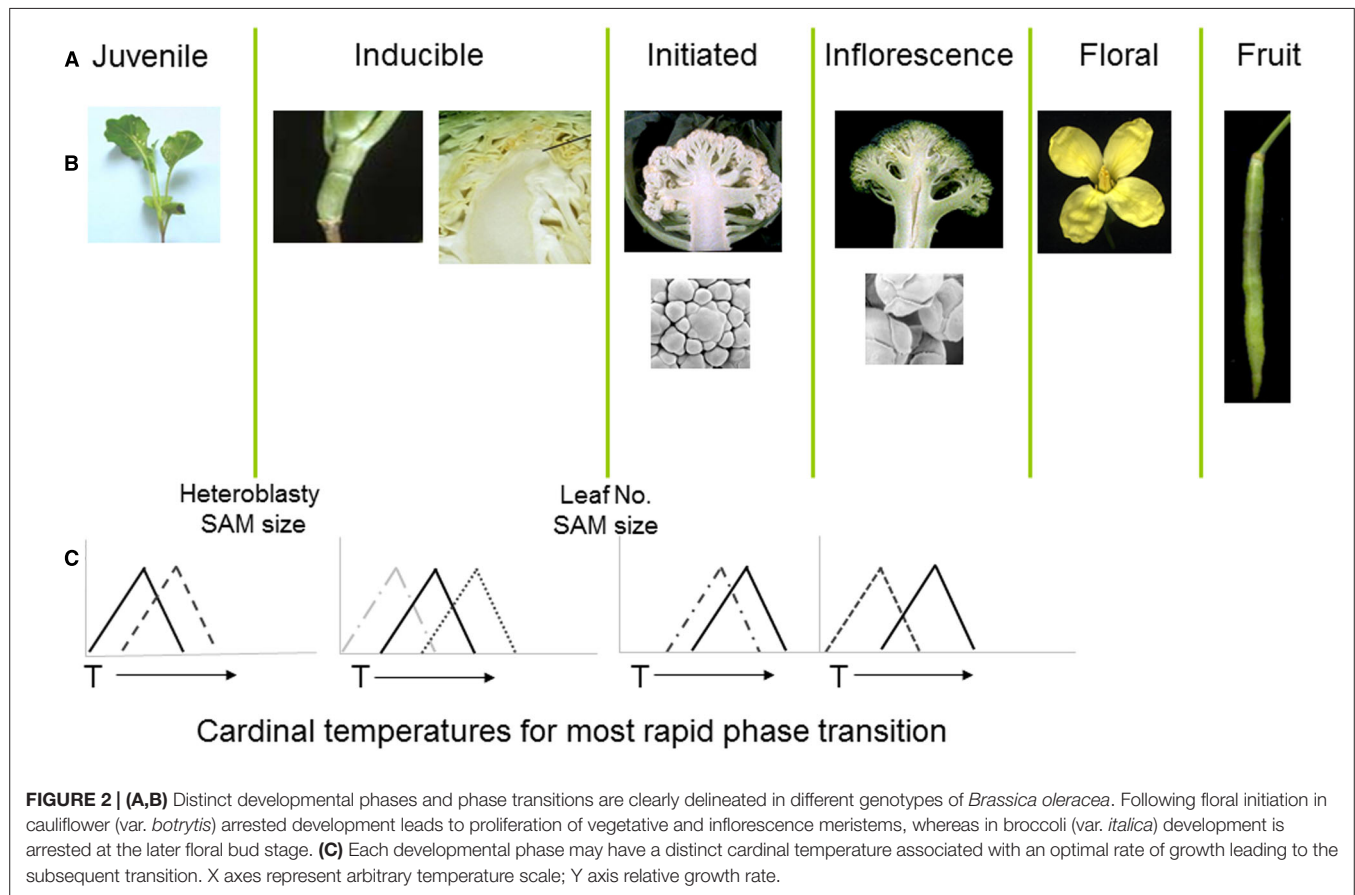 A Juvenile Inducible Initiated Inflorescence Floral Fruit
B
Heteroblasty
SAM size
Leaf No.
SAM size
C
T T T T
Cardinal temperatures for most rapid phase transition
FIGURE 2 | (A,B) Distinct developmental phases and phase transitions are clearly delineated in different genotypes of Brassica oleracea. Following floral initiation in
cauliflower (var. botrytis) arrested development leads to proliferation of vegetative and inflorescence meristems, whereas in broccoli (var. italica) development is
arrested at the later floral bud stage. (C) Each developmental phase may have a distinct cardinal temperature associated with an optimal rate of growth leading to the
subsequent transition. X axes represent arbitrary temperature scale; Y axis relative growth rate.